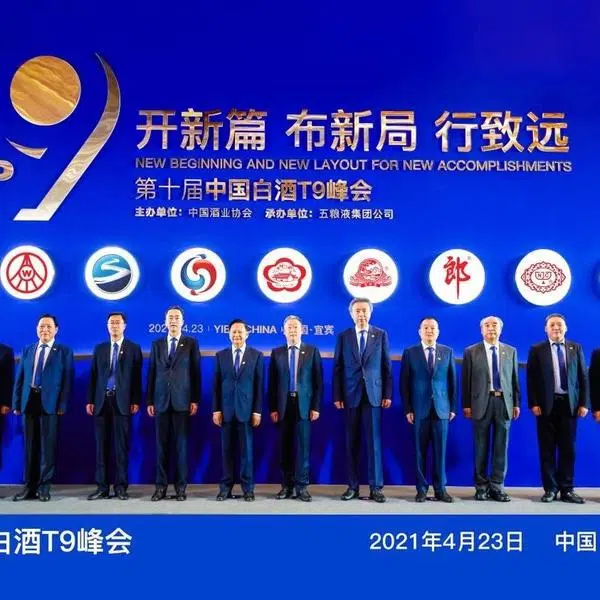 开新篇 布新局 行致远
NEW BEGINNING AND NEW LAYOUT FOR NEW ACCOMPLISHMENTS
第十届中国白酒T9峰会
主办单位：中国酒业协会 承办单位：五粮液集团公司
郎
白酒T9峰会
2021年4月23日 中国